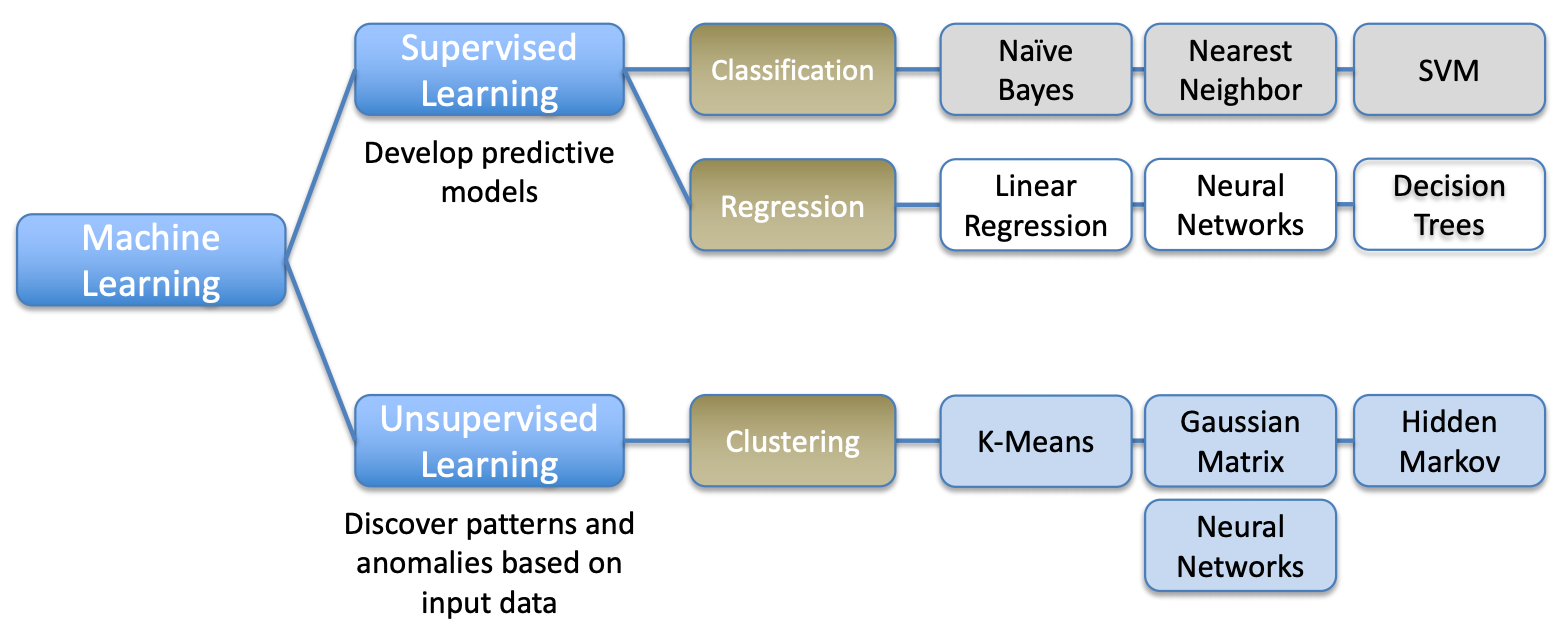 Supervised
Learning
Classification
Naïve
Bayes
Nearest
Neighbor
SVM
Develop predictive
models
Regression
Linear
Regression
Neural
Networks
Decision
Trees
Machine
Learning
Unsupervised
Learning
Clustering
K-Means
Gaussian
Matrix
Hidden
Markov
Discover patterns and
anomalies based on
input data
Neural
Networks